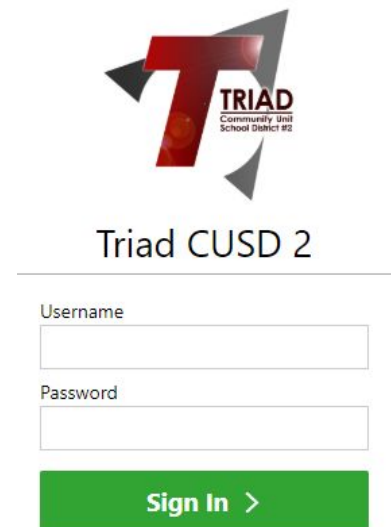 TRIAD
Community Unit
School District #2
Triad CUSD 2
Username
Password
Sign In >